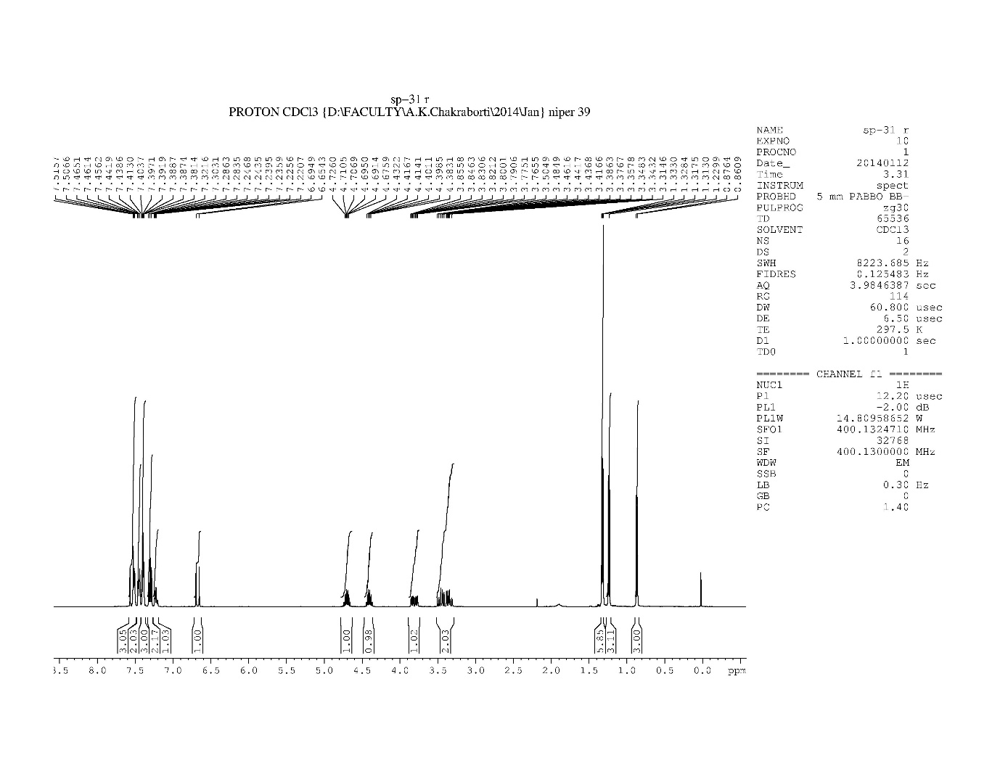 sp-31 r
PROTON CDCl3 {D:\FACULTY\A.K.Chakraborti\2014\Jan} niper 39
7.5157
7.5066
7.4651
7.4614
7.4562
7.4419
7.4386
7.4130
7.4037
7.3971
7.3919
7.3887
7.3874
7.3814
7.3216
7.3031
7.2863
7.2835
7.2468
7.2435
7.2395
7.2359
7.2256
7.2207
6.6949
6.6543
4.7260
4.7105
4.7069
4.6950
4.6914
4.6759
4.4322
4.4167
4.4141
4.4011
4.3985
4.3831
3.8558
3.8463
3.8306
3.8212
3.8001
3.7906
3.7751
3.7655
3.5049
3.4849
3.4616
3.4417
3.4368
3.4166
3.3863
3.3767
3.3578
3.3483
3.3432
3.3146
1.3330
1.3284
1.3175
1.3130
1.2299
0.8764
0.8609
NAME sp-31 r
EXPNO 10
PROCNO 1
Date_ 20140112
Time 3.31
INSTRUM spect
PROBHD 5 mm PABBO BB-
PULPROG zg30
TD 65536
SOLVENT CDCl3
NS 16
DS 2
SWH 8223.685 Hz
FIDRES 0.125483 Hz
AQ 3.9846387 sec
RG 114
DW 60.800 usec
DE 6.50 usec
TE 297.5 K
D1 1.00000000 sec
TD0 1
======== CHANNEL f1 ========
NUC1 1H
P1 12.20 usec
PL1 -2.00 dB
PL1W 14.80958652 W
SFO1 400.1324710 MHz
SI 32768
SF 400.1300000 MHz
WDW EM
SSB 0
LB 0.30 Hz
GB 0
PC 1.40
3.05 2.03 3.00 2.17 1.03 1.00 1.00 0.98 1.02 2.03 5.85 3.11 3.00
8.0 7.5 7.0 6.5 6.0 5.5 5.0 4.5 4.0 3.5 3.0 2.5 2.0 1.5 1.0 0.5 0.0 ppm